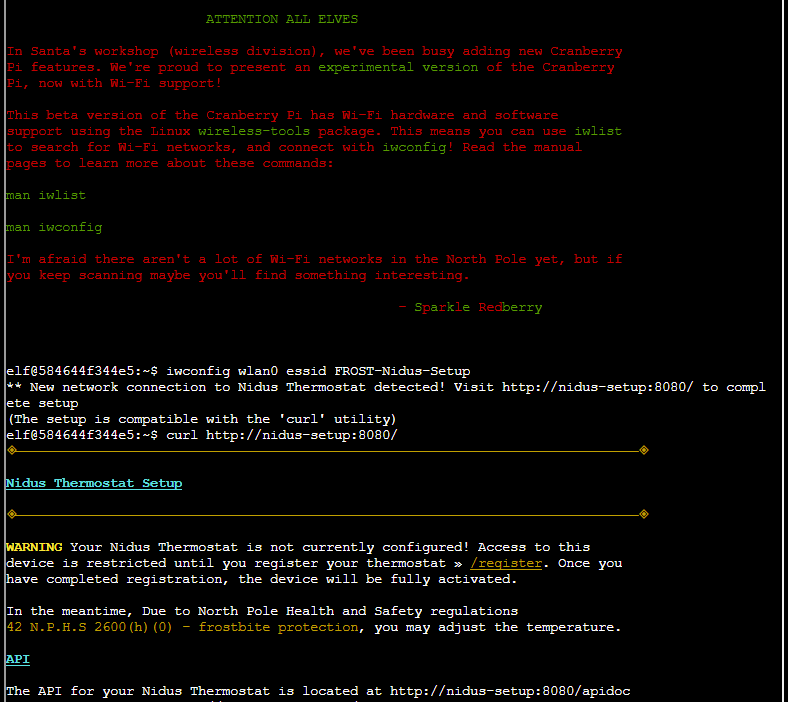 ATTENTION ALL ELVES
In Santa's workshop (wireless division), we've been busy adding new Cranberry
Pi features. We're proud to present an experimental version of the Cranberry
Pi, now with Wi-Fi support!
This beta version of the Cranberry Pi has Wi-Fi hardware and software
support using the Linux wireless-tools package. This means you can use iwlist
to search for Wi-Fi networks, and connect with iwconfig! Read the manual
pages to learn more about these commands:
man iwlist
man iwconfig
I'm afraid there aren't a lot of Wi-Fi networks in the North Pole yet, but if
you keep scanning maybe you'll find something interesting.
- Sparkle Redberry
elf@584644f344e5:~$ iwconfig wlan0 essid FROST-Nidus-Setup
** New network connection to Nidus Thermostat detected! Visit http://nidus-setup:8080/ to compl
ete setup
(The setup is compatible with the 'curl' utility)
elf@584644f344e5:~$ curl http://nidus-setup:8080/
Nidus Thermostat Setup
WARNING Your Nidus Thermostat is not currently configured! Access to this
device is restricted until you register your thermostat » /register. Once you
have completed registration, the device will be fully activated.
In the meantime, Due to North Pole Health and Safety regulations
42 N.P.H.S 2600(h)(0) - frostbite protection, you may adjust the temperature.
API
The API for your Nidus Thermostat is located at http://nidus-setup:8080/apidoc